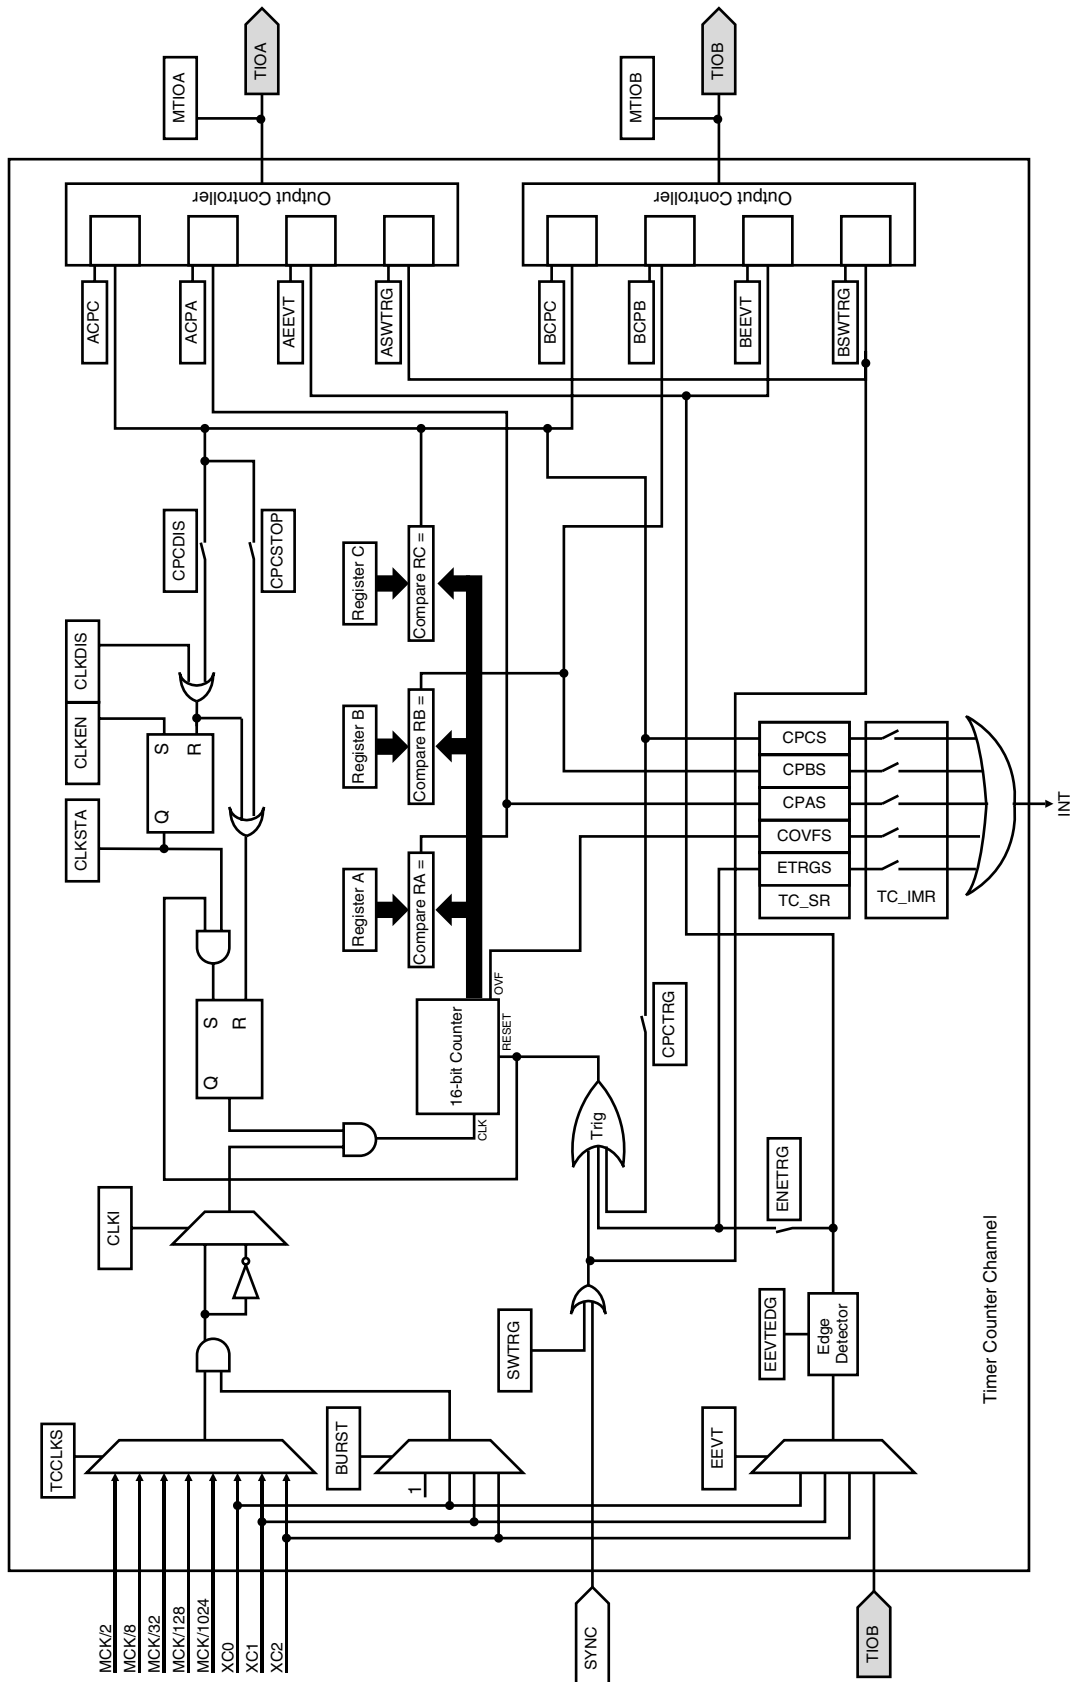 TIOA
MTIOA
TIOB
MTIOB
Output Controller
Output Controller
ACPC
ACPA
AEEVT
ASWTRG
BCPC
BCPB
BEEVT
BSWTRG
CPCDIS
CPCSTOP
CLKDIS
CLKEN
CLKSTA
S
R
Q
S
R
Q
Register C
Compare RC =
Register B
Compare RB =
Register A
Compare RA =
16-bit Counter
OVF
RESET
CLK
CPCS
CPBS
CPAS
COVFS
ETRGS
TC_SR
TC_IMR
INT
CPCTRG
Trig
ENETRG
CLKI
SWTRG
EEVTEDG
Edge
Detector
Timer Counter Channel
TCCLKS
BURST
1
EEVT
MCK/2
MCK/8
MCK/32
MCK/128
MCK/1024
XC0
XC1
XC2
SYNC
TIOB